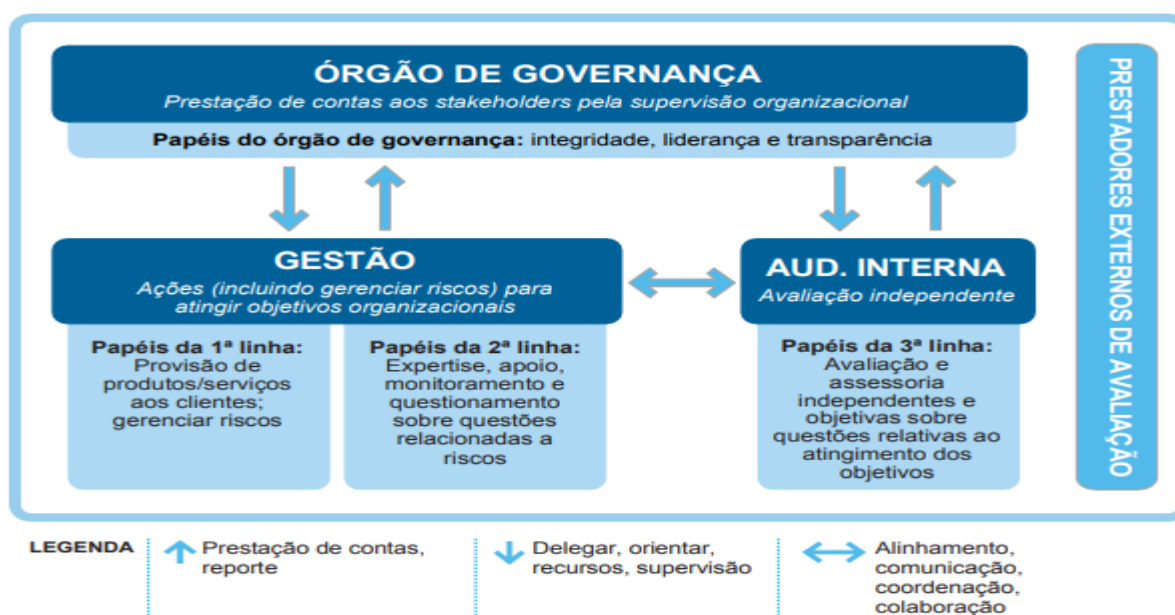 ÓRGÃO DE GOVERNANÇA
Prestação de contas aos stakeholders pela supervisão organizacional
Papéis do órgão de governança: integridade, liderança e transparência
GESTÃO
Ações (incluindo gerenciar riscos) para
atingir objetivos organizacionais
Papéis da 1ª linha:
Provisão de
produtos/serviços
aos clientes;
gerenciar riscos
Papéis da 2ª linha:
Expertise, apoio,
monitoramento e
questionamento
sobre questões
relacionadas a
riscos
AUD. INTERNA
Avaliação independente
Papéis da 3ª linha:
Avaliação e
assessoria
independentes e
objetivas sobre
questões relativas ao
atingimento dos
objetivos
PRESTADORES EXTERNOS DE AVALIAÇÃO
LEGENDA
Prestação de contas,
reporte
Delegar, orientar,
recursos, supervisão
Alinhamento,
comunicação,
coordenação,
colaboração